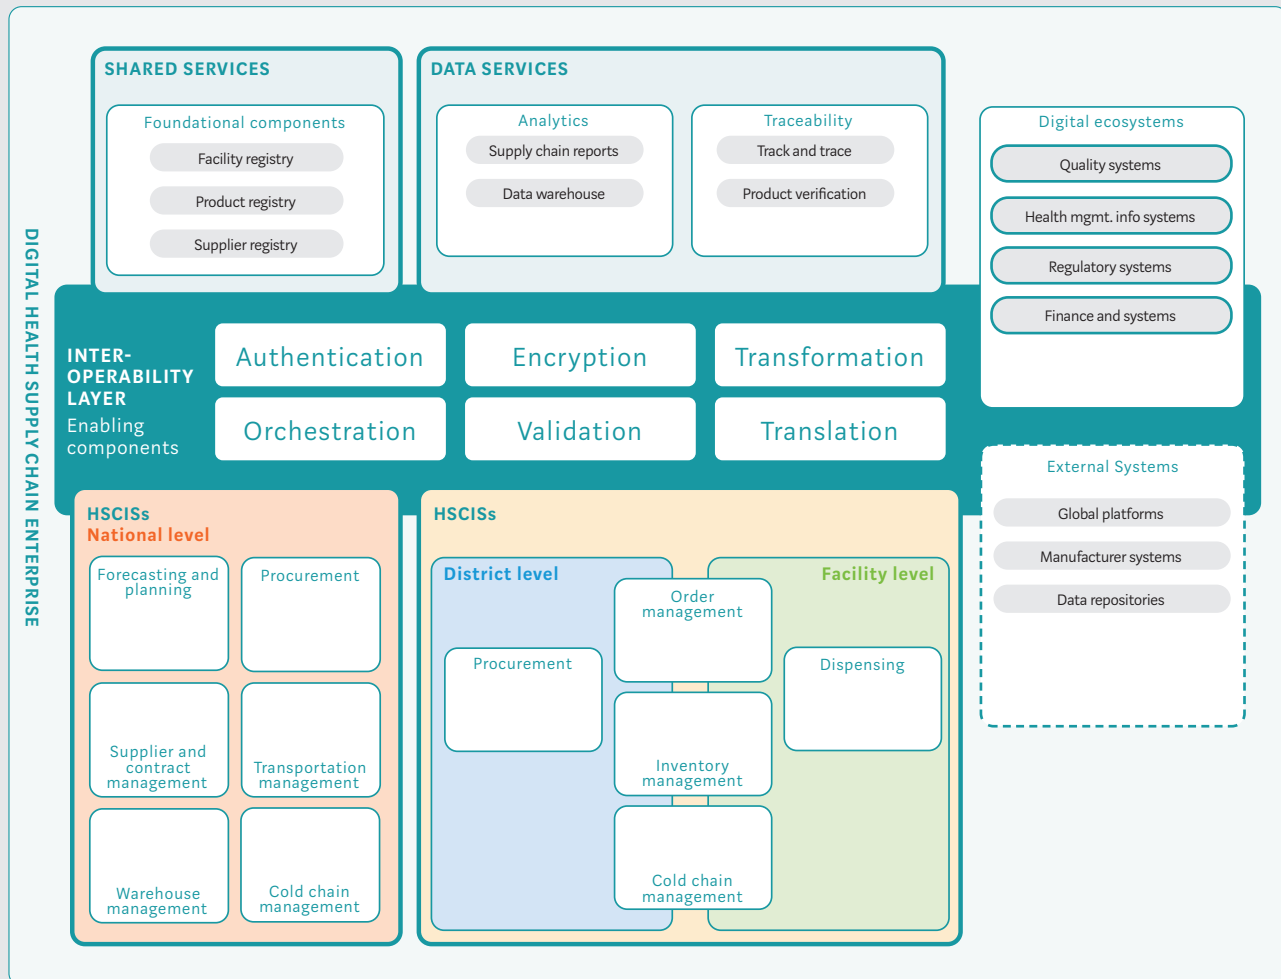 DIGITAL HEALTH SUPPLY CHAIN ENTERPRISE
SHARED SERVICES
Foundational components
Facility registry
Product registry
Supplier registry
DATA SERVICES
Analytics
Supply chain reports
Data warehouse
Traceability
Track and trace
Product verification
Digital ecosystems
Quality systems
Health mgmt. info systems
Regulatory systems
Finance and systems
INTER-
OPERABILITY
LAYER
Enabling
components
Authentication
Encryption
Transformation
Orchestration
Validation
Translation
External Systems
Global platforms
Manufacturer systems
Data repositories
HSCISs
National level
Forecasting and
planning
Procurement
Supplier and
contract
management
Transportation
management
Warehouse
management
Cold chain
management
HSCISs
District level
Procurement
Order
management
Inventory
management
Cold chain
management
Facility level
Dispensing